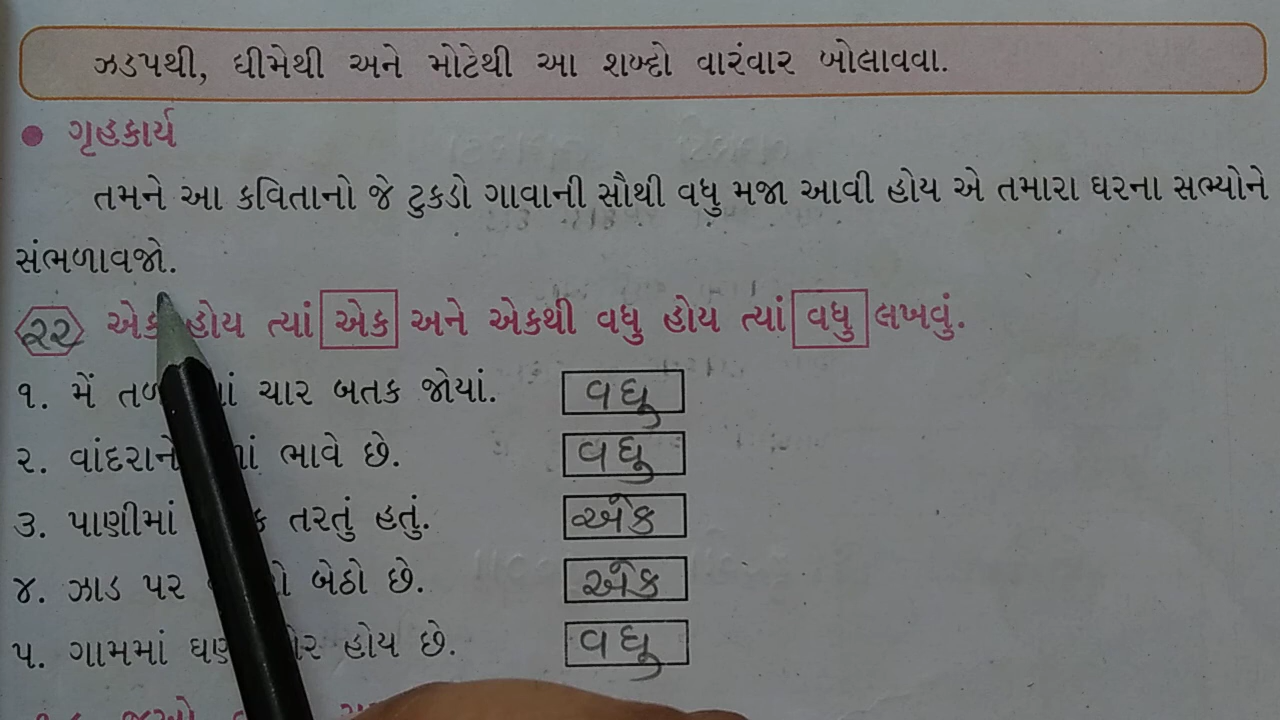 ઝડપથી, ધીમેથી અને મોટેથી આ શબ્દો વારંવાર બોલાવવા.
● ગૃહકાર્ય
તમને આ કવિતાનો જે ટુકડો ગાવાની સૌથી વધુ મજા આવી હોય એ તમારા ઘરના સભ્યોને
સંભળાવજો.
૨૨ એક હોય ત્યાં એક અને એકથી વધુ હોય ત્યાં વધુ લખવું.
૧. મેં ચાર બતક જોયાં. વધુ
૨. વાંદરાને ભાવે છે. વધુ
૩. પાણીમાં તરતું હતું. એક
૪. ઝાડ પર બેઠો છે. એક
૫. ગામમાં હોય છે. વધુ